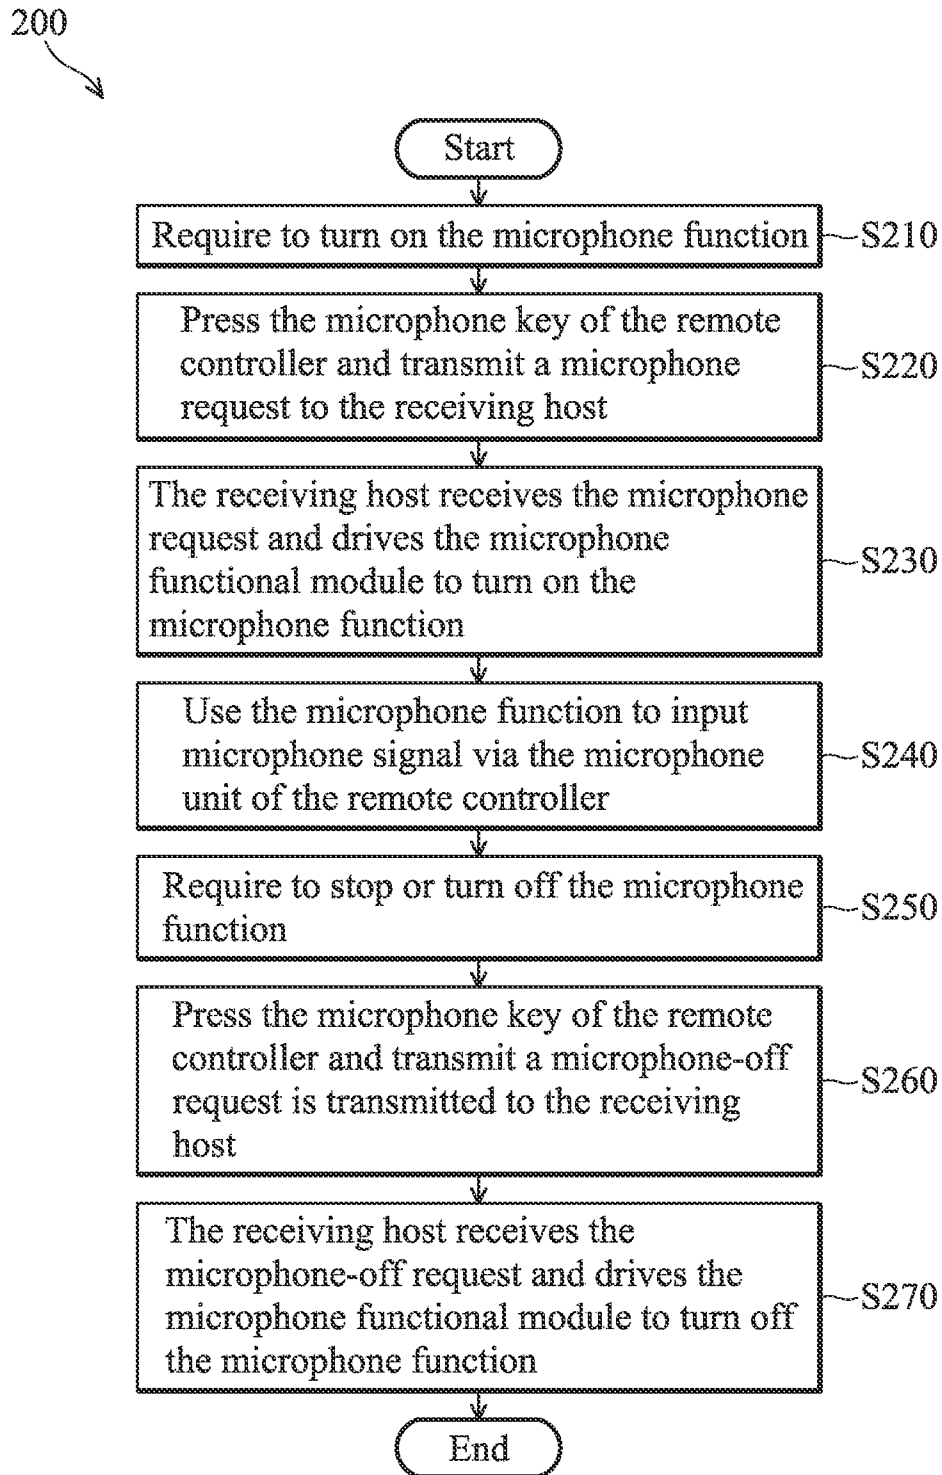 200
Start
Require to turn on the microphone function
S210
Press the microphone key of the remote
controller and transmit a microphone
request to the receiving host
S220
The receiving host receives the microphone
request and drives the microphone
functional module to turn on the
microphone function
S230
Use the microphone function to input
microphone signal via the microphone
unit of the remote controller
S240
Require to stop or turn off the microphone
function
S250
Press the microphone key of the remote
controller and transmit a microphone-off
request is transmitted to the receiving
host
S260
The receiving host receives the
microphone-off request and drives the
microphone functional module to turn off
the microphone function
S270
End